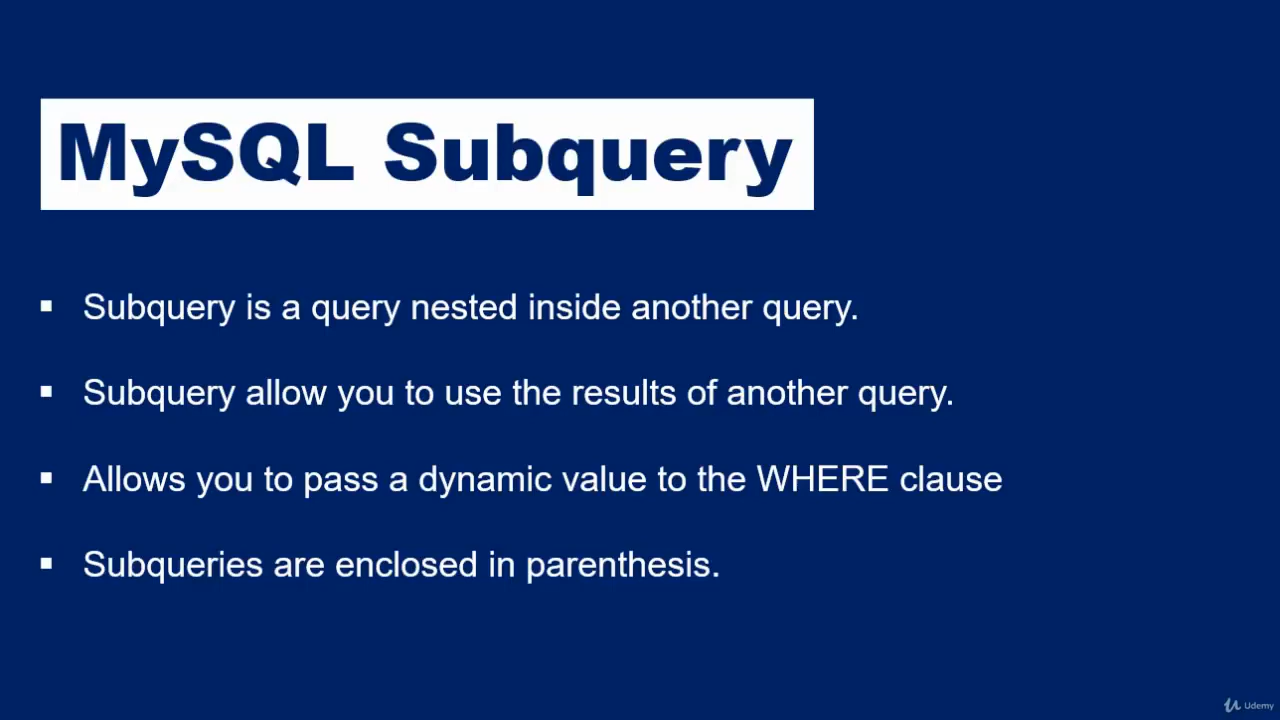 MySQL Subquery
▪ Subquery is a query nested inside another query.
▪ Subquery allow you to use the results of another query.
▪ Allows you to pass a dynamic value to the WHERE clause
▪ Subqueries are enclosed in parenthesis.
Udemy